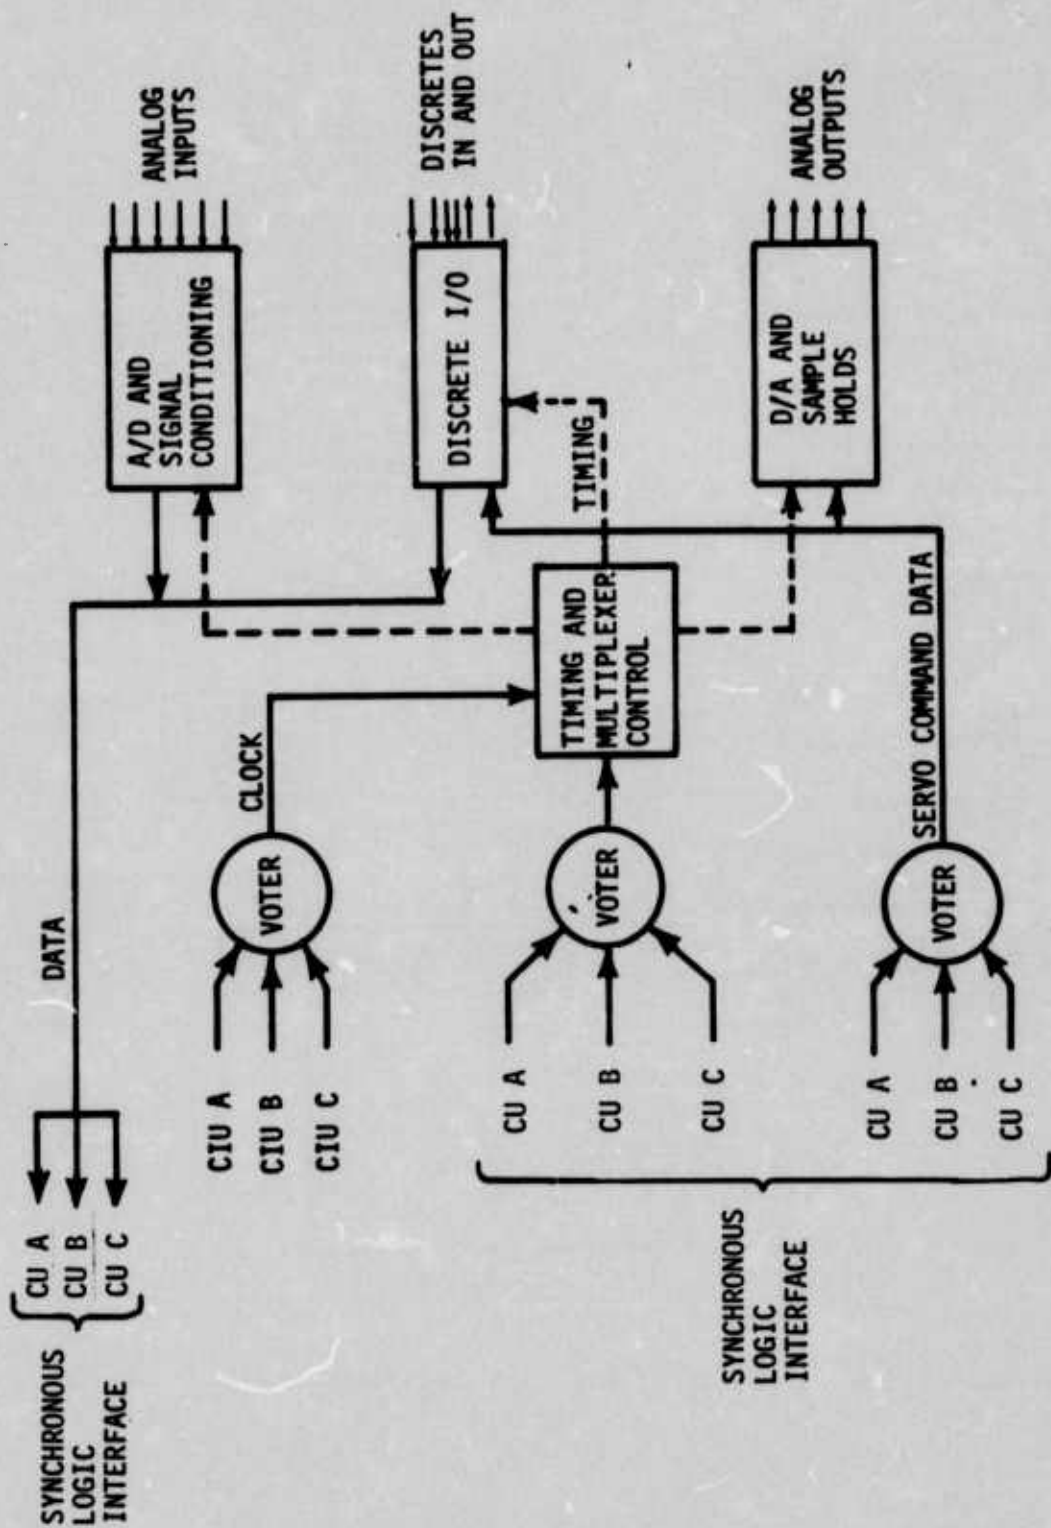 SYNCHRONOUS
LOGIC
INTERFACE
CU A
CU B
CU C
DATA
A/D AND
SIGNAL
CONDITIONING
ANALOG
INPUTS
CIU A
CIU B
CIU C
VOTER
CLOCK
DISCRETE I/O
DISCRETES
IN AND OUT
SYNCHRONOUS
LOGIC
INTERFACE
CU A
CU B
CU C
VOTER
TIMING AND
MULTIPLEXER
CONTROL
TIMING
CU A
CU B
CU C
VOTER
SERVO COMMAND DATA
D/A AND
SAMPLE
HOLDS
ANALOG
OUTPUTS